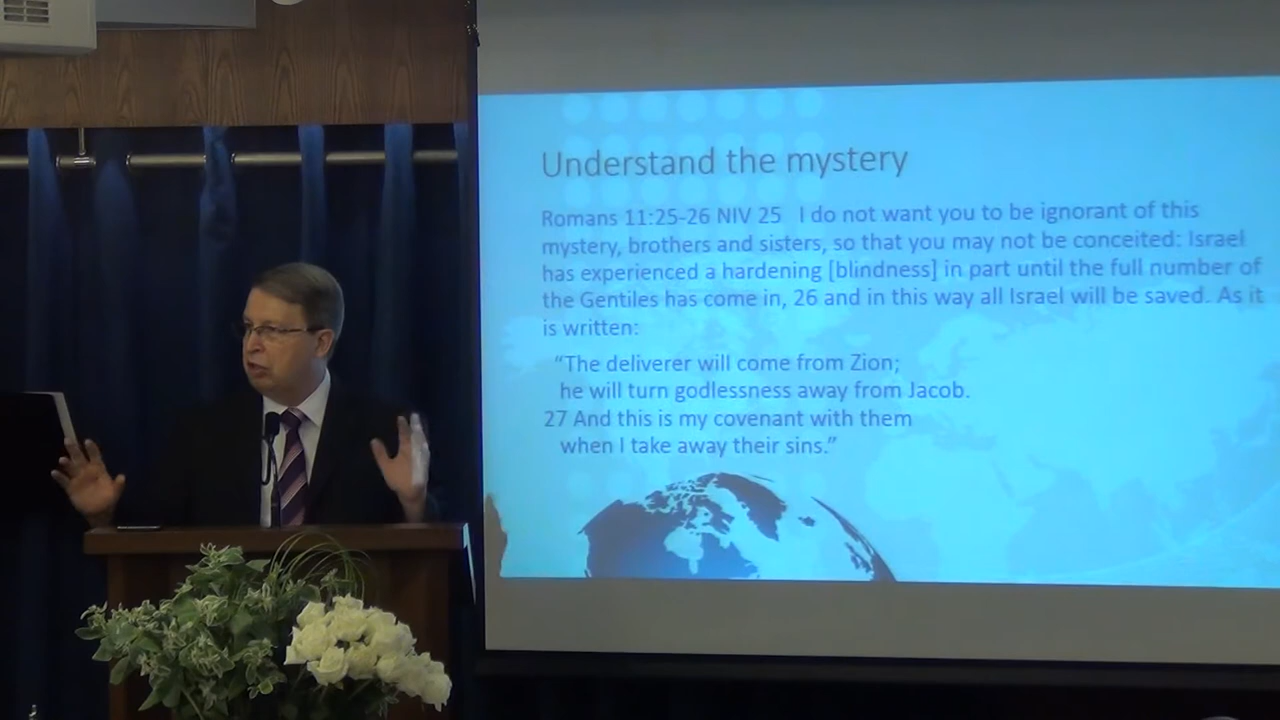 Understand the mystery
Romans 11:25-26 NIV 25 I do not want you to be ignorant of this
mystery, brothers and sisters, so that you may not be conceited: Israel
has experienced a hardening [blindness] in part until the full number of
the Gentiles has come in, 26 and in this way all Israel will be saved. As it
is written:
“The deliverer will come from Zion;
he will turn godlessness away from Jacob.
27 And this is my covenant with them
when I take away their sins.”